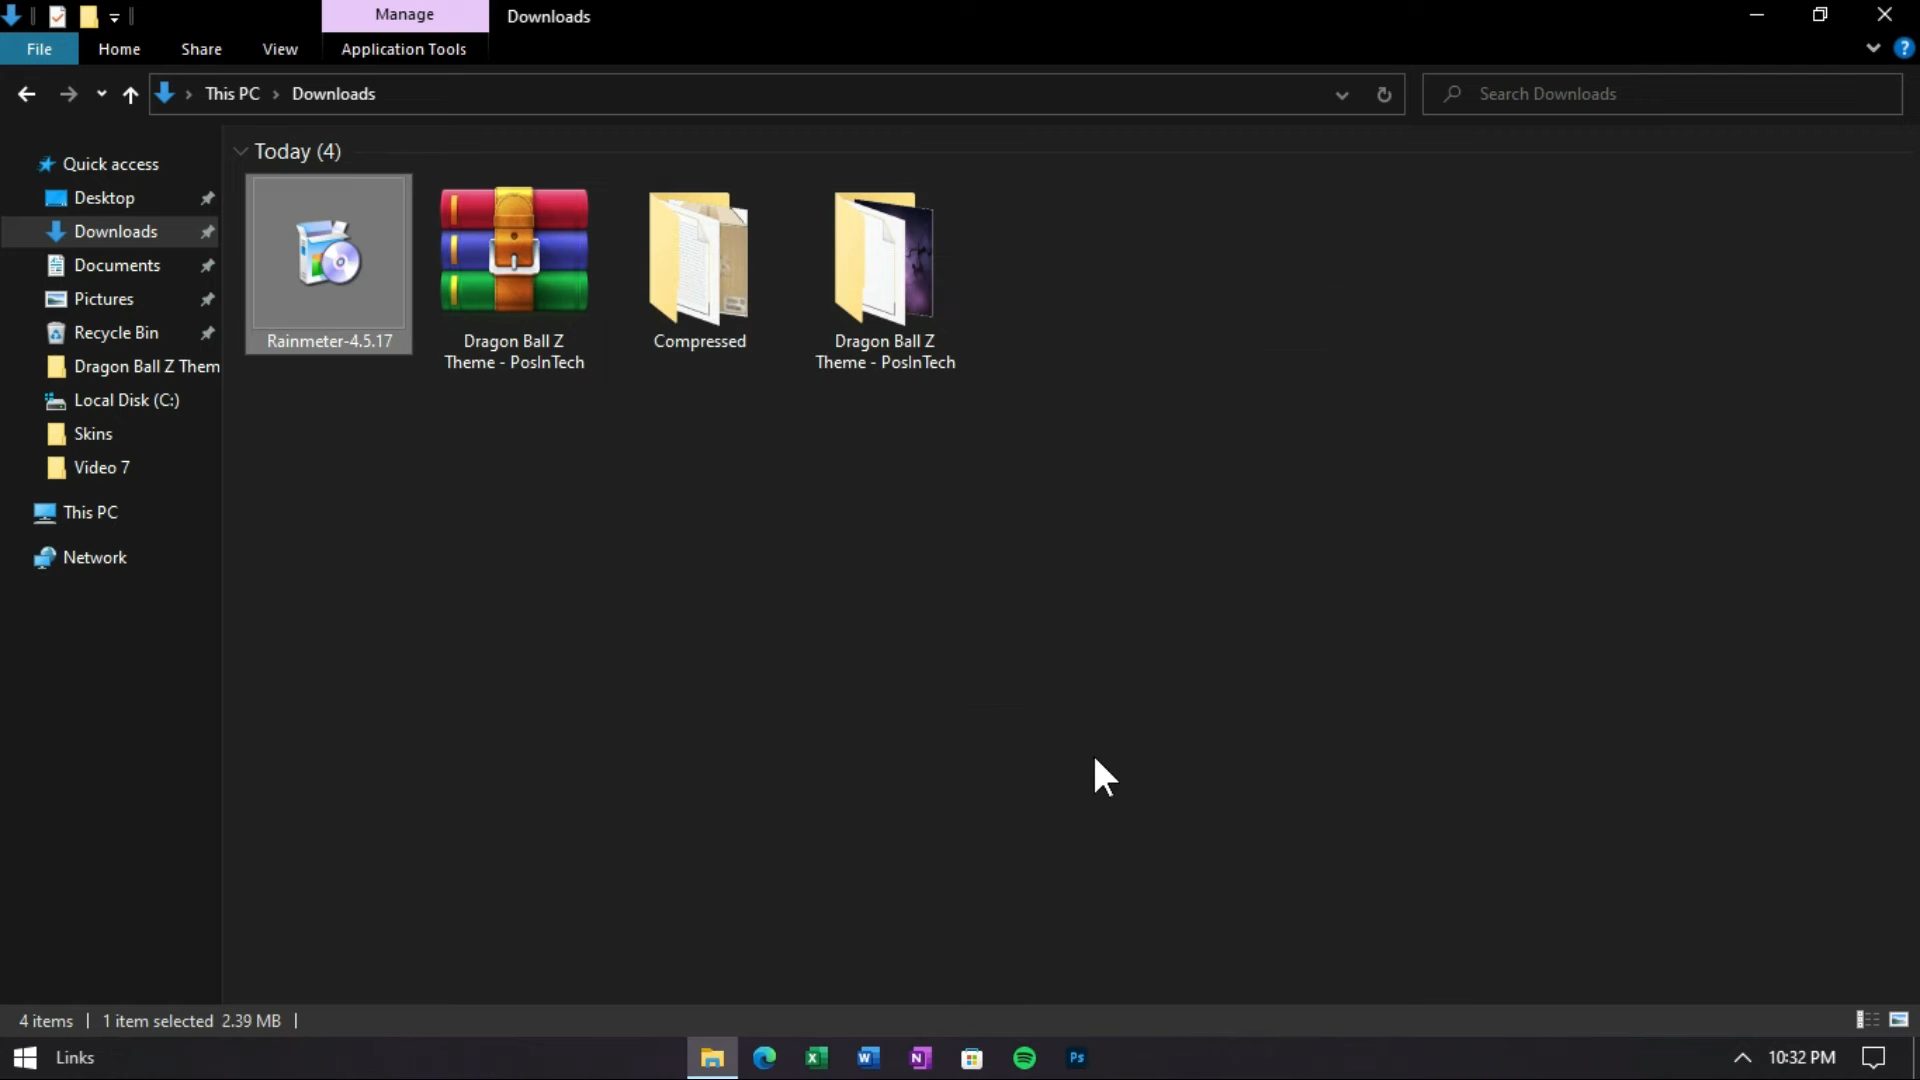 Manage
Downloads
File
Home
Share
View
Application Tools
This PC
Downloads
Search Downloads
Quick access
Desktop
Downloads
Documents
Pictures
Recycle Bin
Dragon Ball Z Them
Local Disk (C:)
Skins
Video 7
This PC
Network
Today (4)
Rainmeter-4.5.17
Dragon Ball Z
Theme - PosInTech
Compressed
Dragon Ball Z
Theme - PosInTech
4 items
1 item selected 2.39 MB
Links
10:32 PM